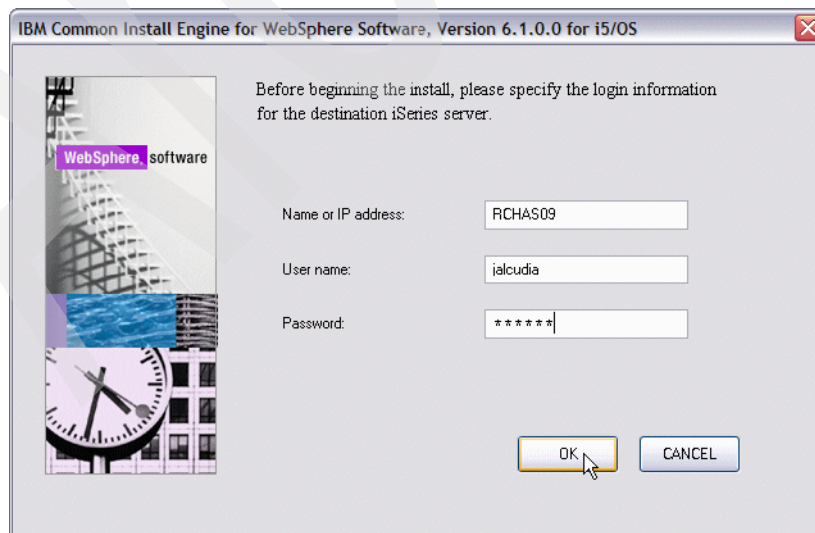 IBM Common Install Engine for WebSphere Software, Version 6.1.0.0 for i5/OS
WebSphere. software
Before beginning the install, please specify the login information
for the destination iSeries server.
Name or IP address: RCHAS09
User name: jalcudia
Password: ******
OK CANCEL